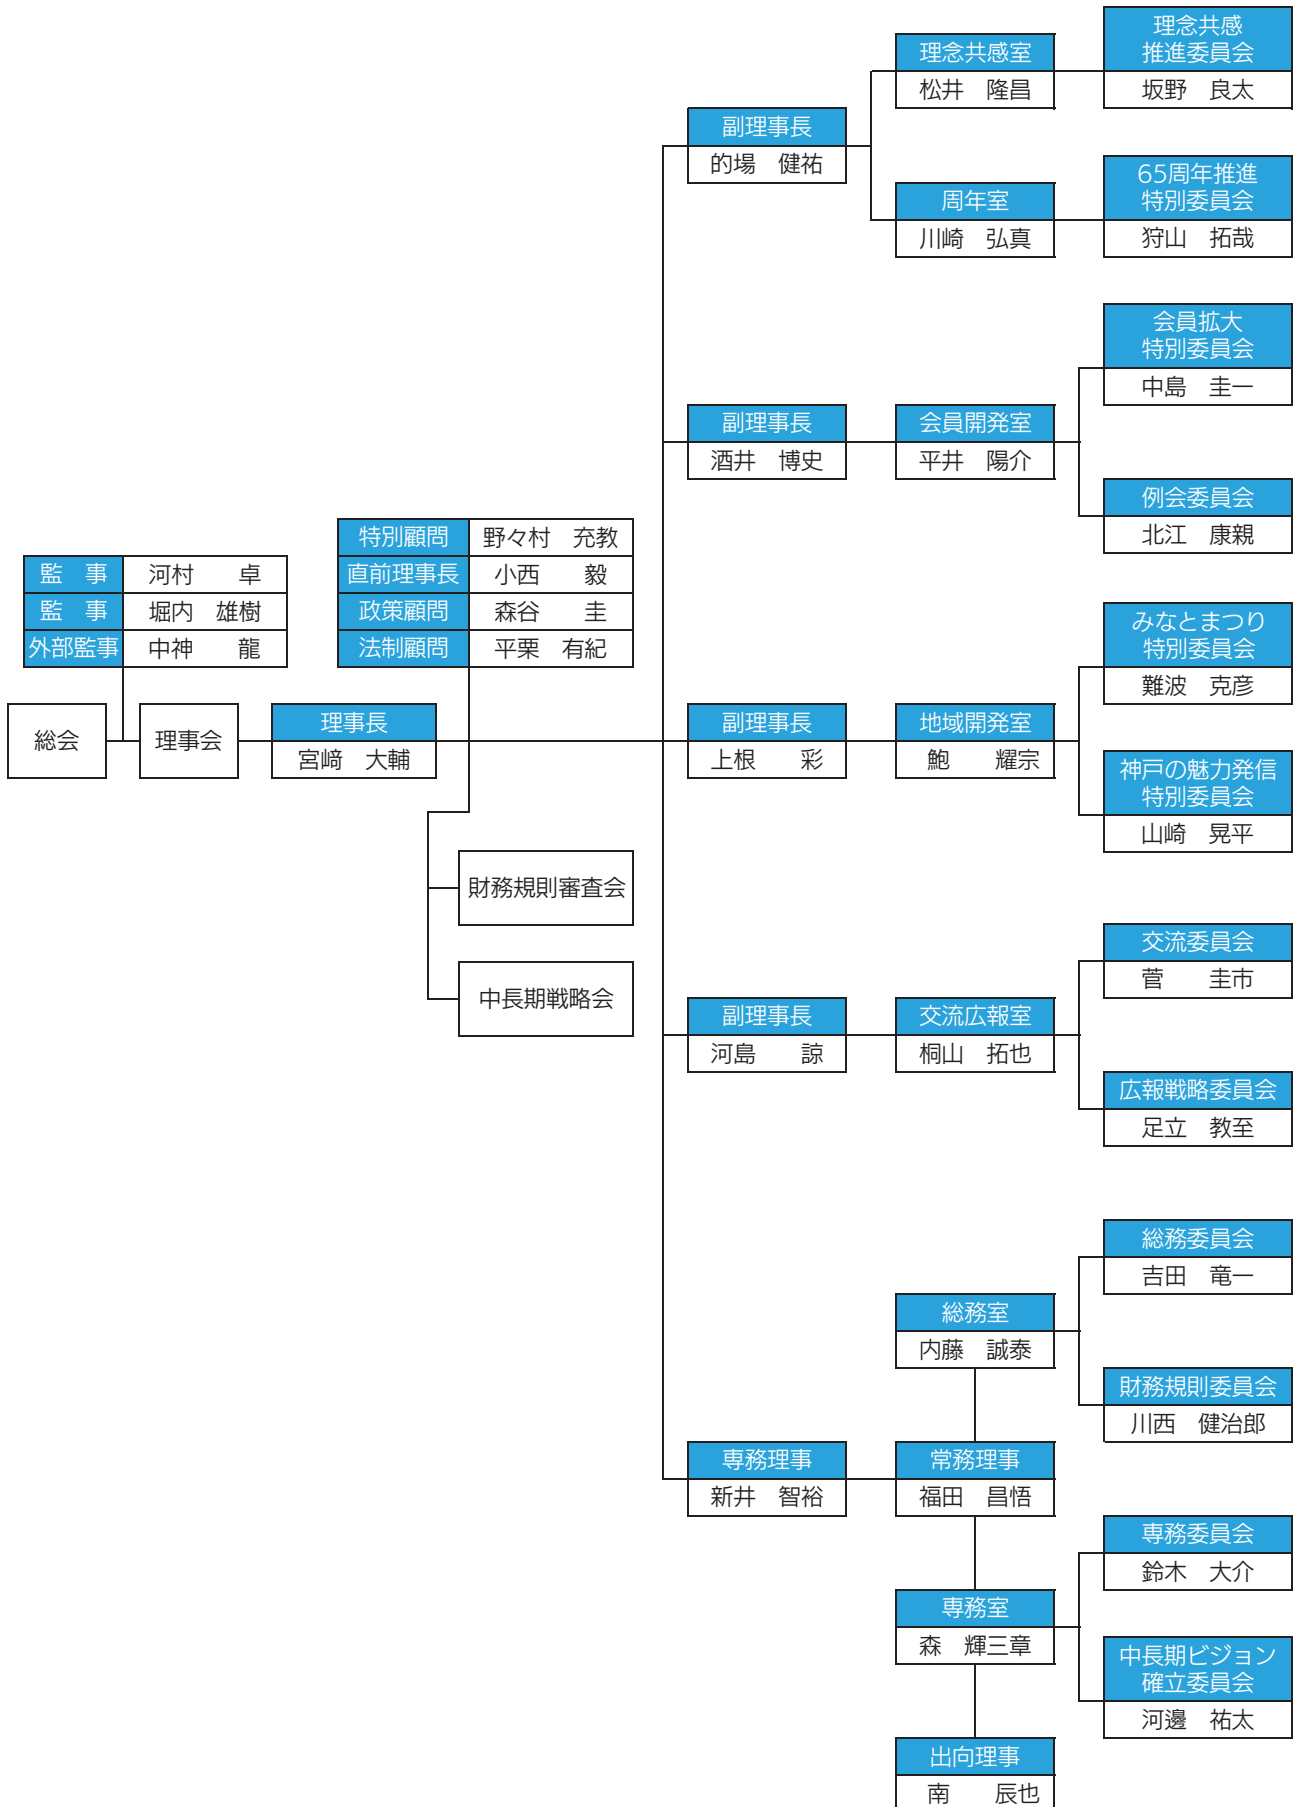 理念共感
推進委員会
坂野　良太
理念共感室
松井　隆昌
副理事長
的場　健祐
65周年推進
特別委員会
狩山　拓哉
周年室
川崎　弘真
会員拡大
特別委員会
中島　圭一
副理事長
酒井　博史
会員開発室
平井　陽介
例会委員会
北江　康親
特別顧問　野々村　充教
直前理事長　小西　　毅
政策顧問　森谷　　圭
法制顧問　平栗　有紀
監　事　河村　　卓
監　事　堀内　雄樹
外部監事　中神　　龍
総会
理事会
理事長
宮﨑　大輔
副理事長
上根　　彩
地域開発室
鮑　　耀宗
みなとまつり
特別委員会
難波　克彦
神戸の魅力発信
特別委員会
山崎　晃平
財務規則審査会
中長期戦略会
副理事長
河島　　諒
交流広報室
桐山　拓也
交流委員会
菅　　圭市
広報戦略委員会
足立　教至
総務委員会
吉田　竜一
総務室
内藤　誠泰
財務規則委員会
川西　健治郎
専務理事
新井　智裕
常務理事
福田　昌悟
専務委員会
鈴木　大介
専務室
森　輝三章
中長期ビジョン
確立委員会
河邊　祐太
出向理事
南　　辰也